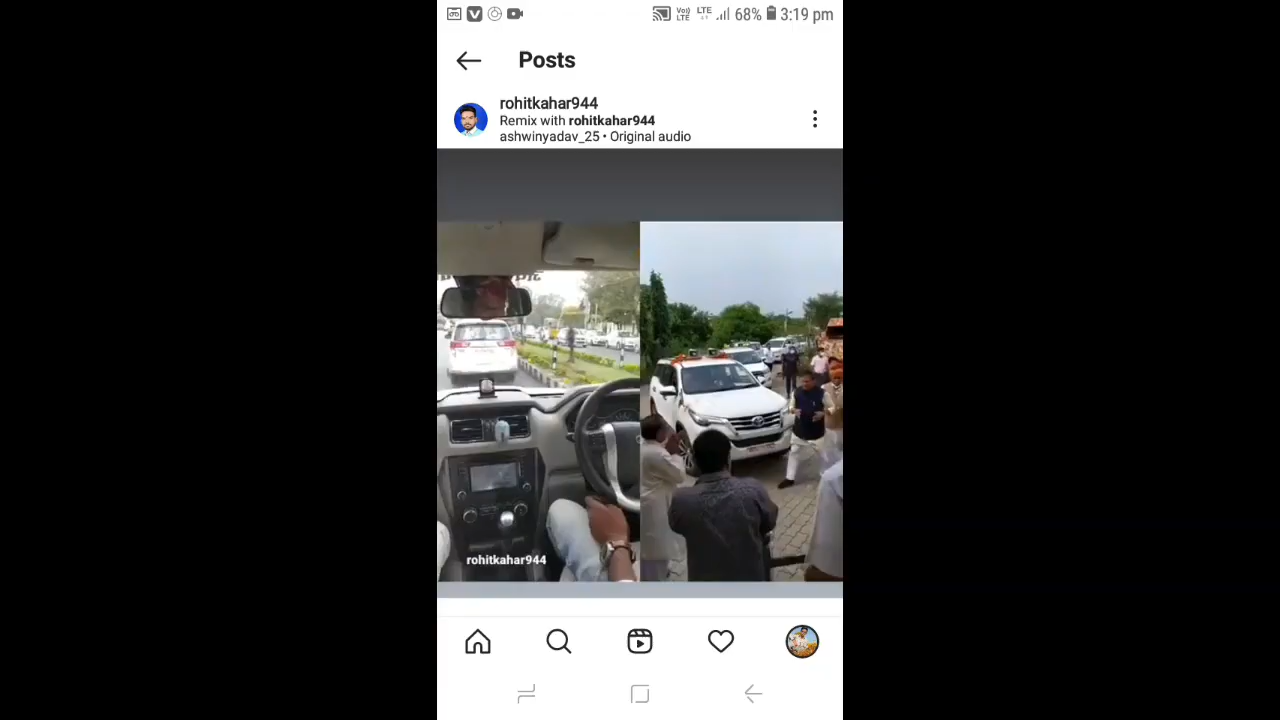 68% 3:19 pm
Posts
rohitkahar944
Remix with rohitkahar944
ashwinyadav_25 • Original audio
rohitkahar944